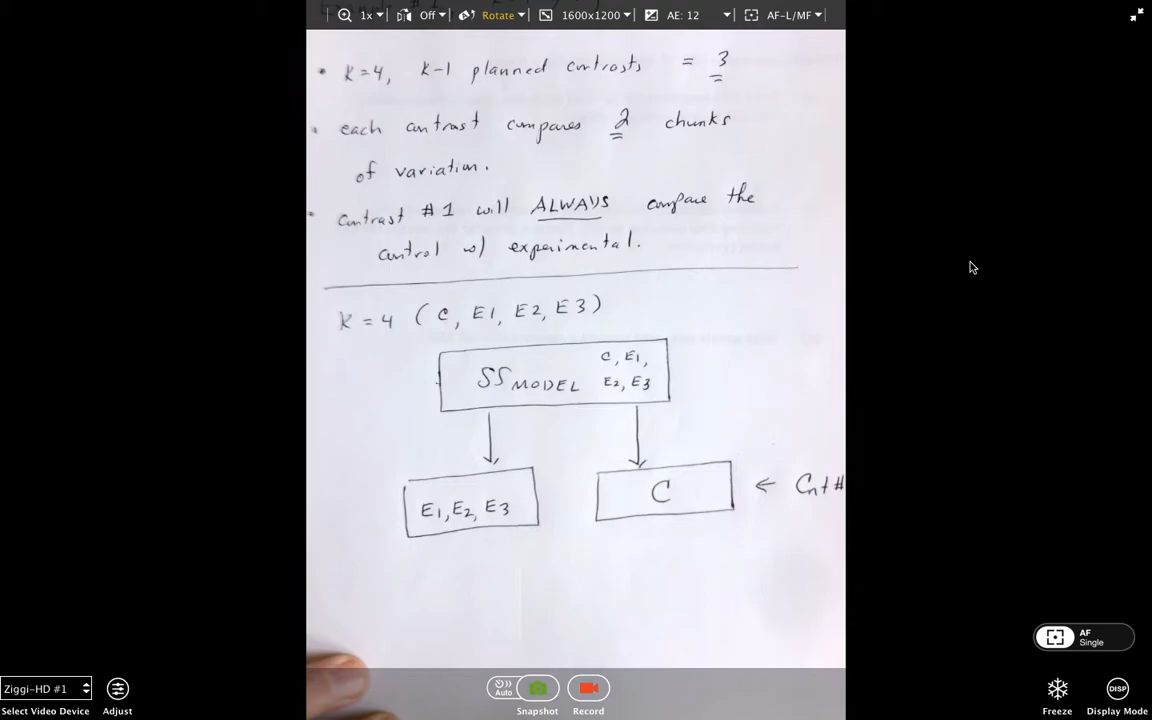 1x Off Rotate 1600x1200 AE: 12 AF-L/MF
• K=4, K-1 planned contrasts = 3
• each contrast compares 2 chunks
of variation.
• Contrast #1 will ALWAYS compare the
control w/ experimental.
K = 4 (C, E1, E2, E3)
SS MODEL C, E1,
E2, E3
E1, E2, E3
C
← Cnt #
AF
Single
Ziggi-HD #1
Auto
DISP
Select Video Device Adjust Snapshot Record Freeze Display Mode